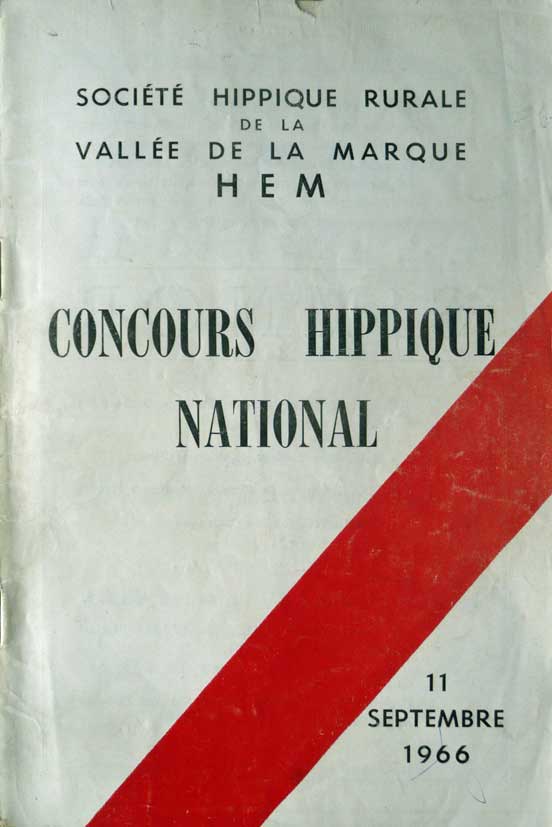 SOCIÉTÉ HIPPIQUE RURALE
DE LA
VALLÉE DE LA MARQUE
HEM
CONCOURS HIPPIQUE
NATIONAL
11
SEPTEMBRE
1966